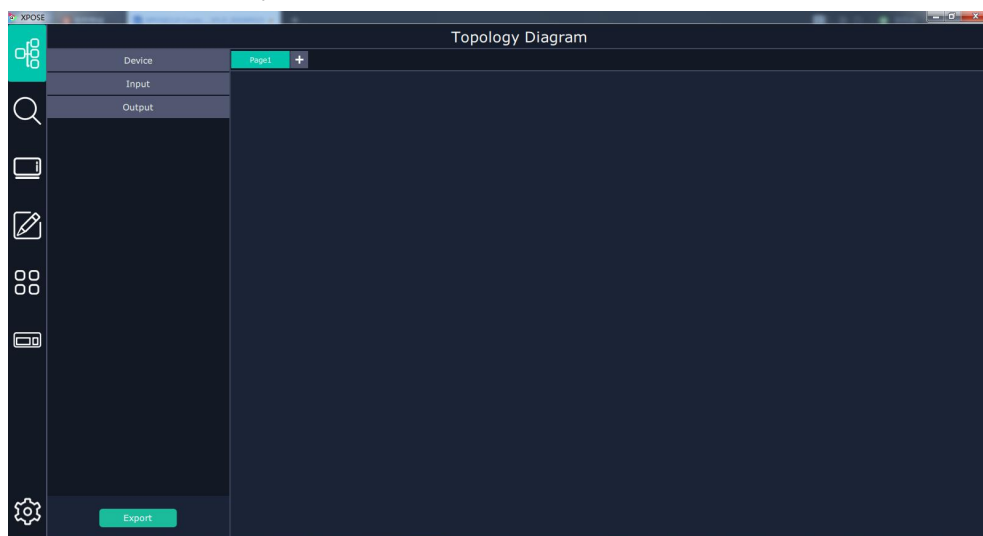 XPOSE
Topology Diagram
Device
Page1 +
Input
Output
Export